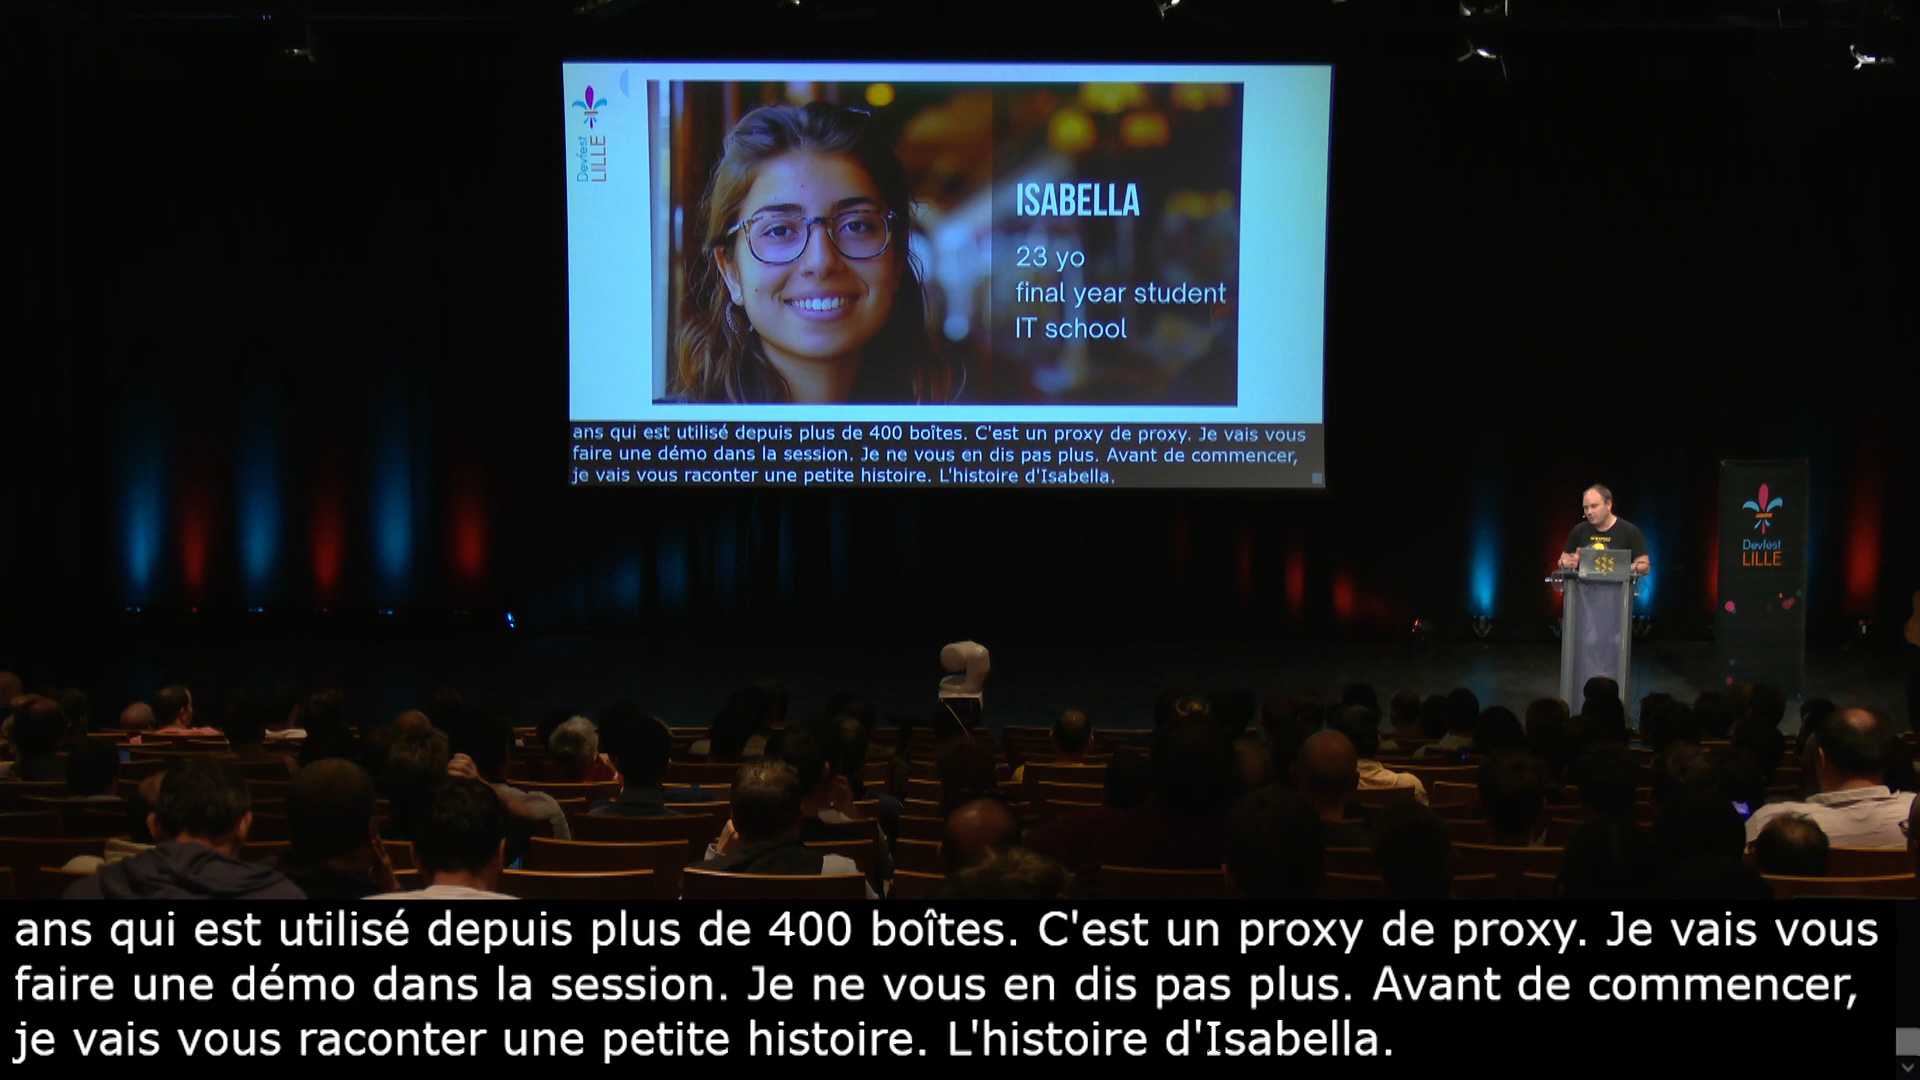 Devfest
LILLE
ISABELLA
23 yo
final year student
IT school
ans qui est utilisé depuis plus de 400 boîtes. C'est un proxy de proxy. Je vais vous
faire une démo dans la session. Je ne vous en dis pas plus. Avant de commencer,
je vais vous raconter une petite histoire. L'histoire d'Isabella.
Devfest
LILLE
ans qui est utilisé depuis plus de 400 boîtes. C'est un proxy de proxy. Je vais vous
faire une démo dans la session. Je ne vous en dis pas plus. Avant de commencer,
je vais vous raconter une petite histoire. L'histoire d'Isabella.